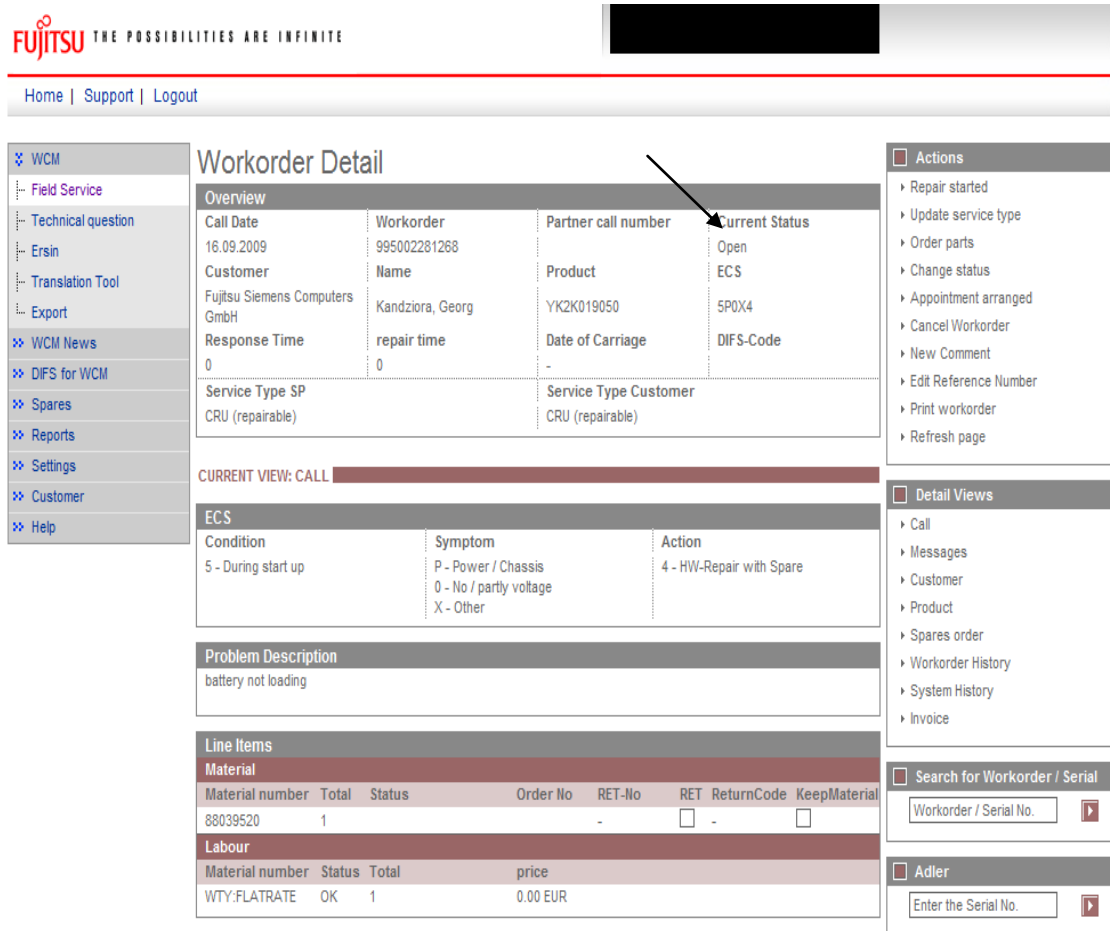 FUJITSU THE POSSIBILITIES ARE INFINITE
Home | Support | Logout
WCM
Field Service
Technical question
Ersin
Translation Tool
Export
WCM News
DIFS for WCM
Spares
Reports
Settings
Customer
Help
Workorder Detail
Overview
Call Date Workorder Partner call number Current Status
16.09.2009 995002281268 Open
Customer Name Product ECS
Fujitsu Siemens Computers
GmbH Kandziora, Georg YK2K019050 5P0X4
Response Time repair time Date of Carriage DIFS-Code
0 0 -
Service Type SP Service Type Customer
CRU (repairable) CRU (repairable)
CURRENT VIEW: CALL
ECS
Condition Symptom Action
5 - During start up P - Power / Chassis 4 - HW-Repair with Spare
0 - No / partly voltage
X - Other
Problem Description
battery not loading
Line Items
Material
Material number Total Status Order No RET-No RET ReturnCode KeepMaterial
88039520 1 - -
Labour
Material number Status Total price
WTY:FLATRATE OK 1 0.00 EUR
Actions
Repair started
Update service type
Order parts
Change status
Appointment arranged
Cancel Workorder
New Comment
Edit Reference Number
Print workorder
Refresh page
Detail Views
Call
Messages
Customer
Product
Spares order
Workorder History
System History
Invoice
Search for Workorder / Serial
Workorder / Serial No.
Adler
Enter the Serial No.